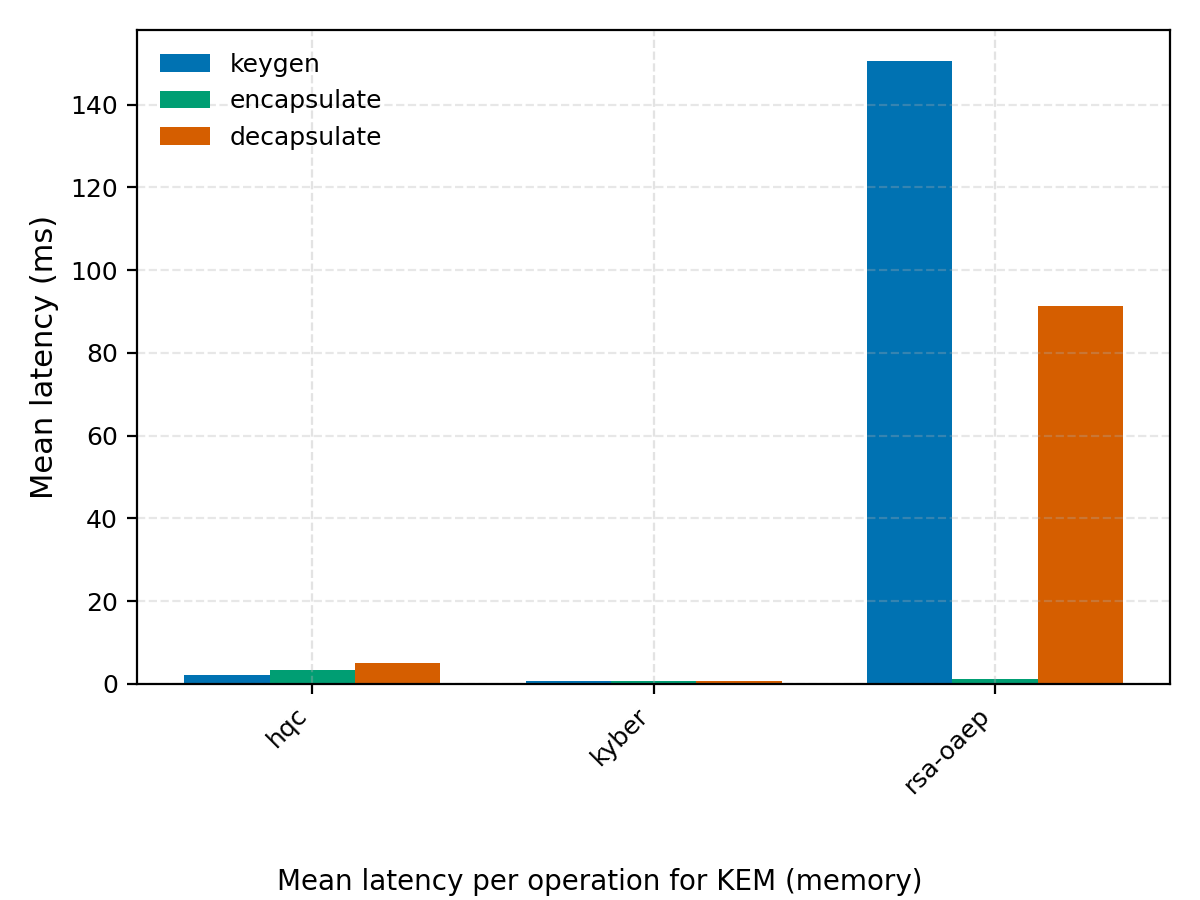 keygen
encapsulate
decapsulate
Mean latency (ms)
140
120
100
80
60
40
20
0
hqc
kyber
rsa-oaep
Mean latency per operation for KEM (memory)